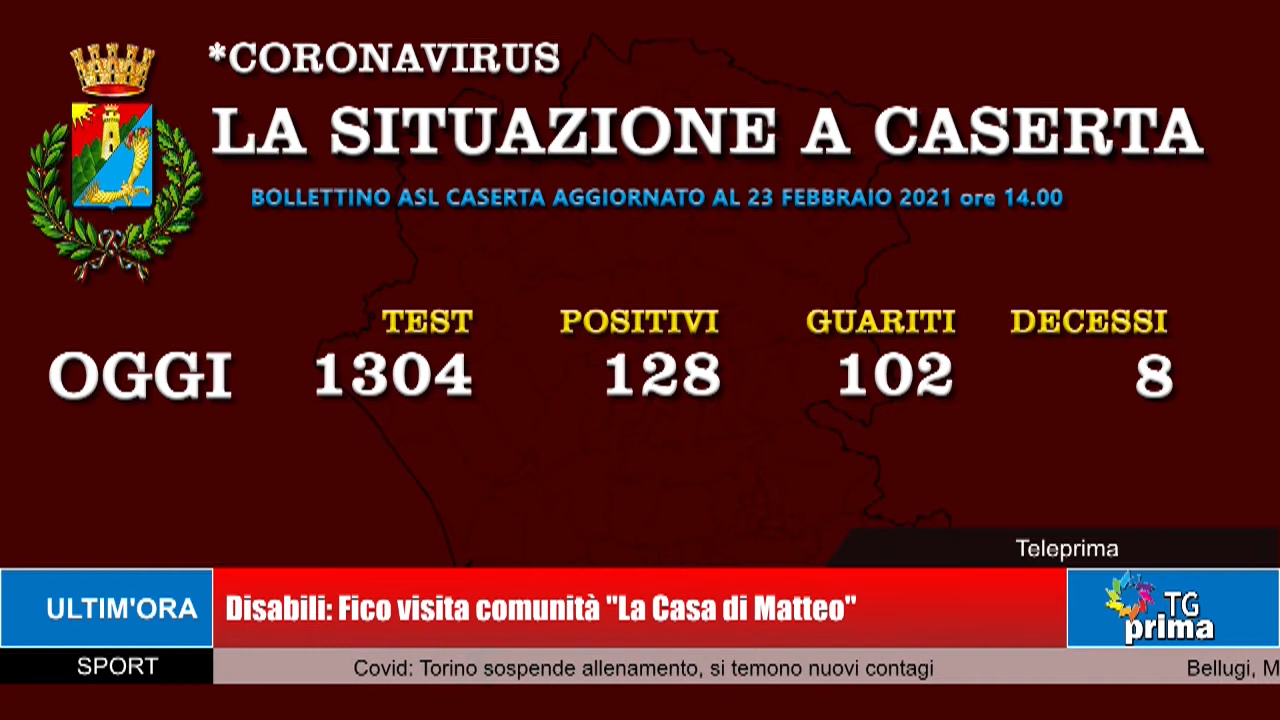 *CORONAVIRUS
LA SITUAZIONE A CASERTA
BOLLETTINO ASL CASERTA AGGIORNATO AL 23 FEBBRAIO 2021 ore 14.00
TEST POSITIVI GUARITI DECESSI
OGGI 1304 128 102 8
Teleprima
ULTIM'ORA Disabili: Fico visita comunità "La Casa di Matteo"
TG
prima
SPORT Covid: Torino sospende allenamento, si temono nuovi contagi Bellugi, M